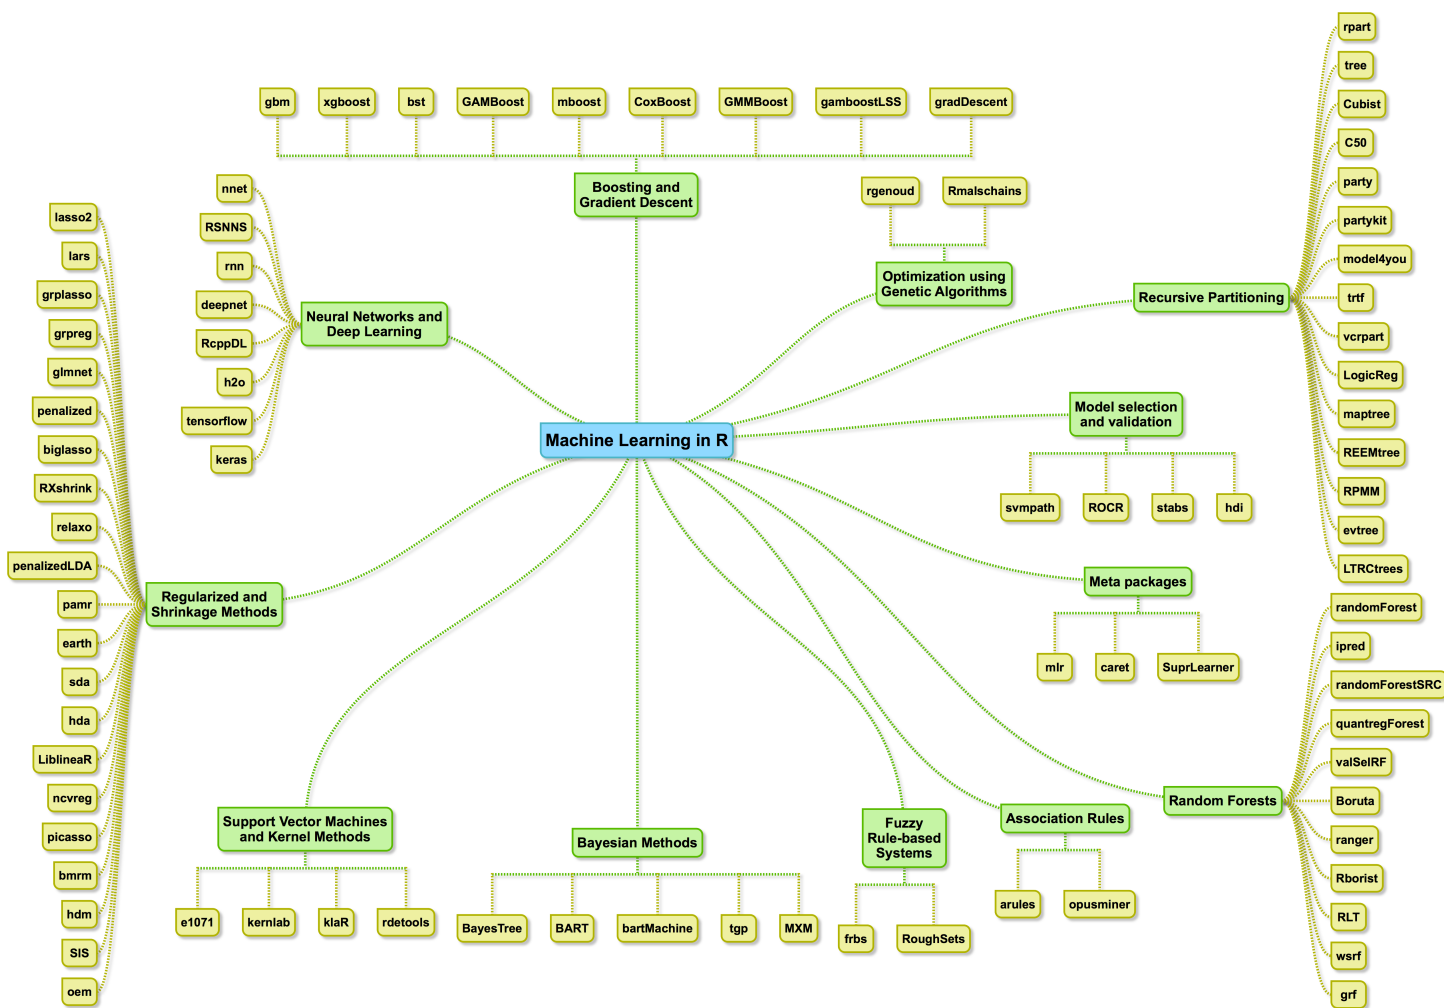 Machine Learning in R
Boosting and
Gradient Descent
gbm
xgboost
bst
GAMBoost
mboost
CoxBoost
GMMBoost
gamboostLSS
gradDescent
Optimization using
Genetic Algorithms
rgenoud
Rmalschains
Recursive Partitioning
rpart
tree
Cubist
C50
party
partykit
model4you
trtf
vcrpart
LogicReg
maptree
REEMtree
RPMM
evtree
LTRCtrees
Neural Networks and
Deep Learning
nnet
RSNNS
rnn
deepnet
RcppDL
h2o
tensorflow
keras
Model selection
and validation
svmpath
ROCR
stabs
hdi
Meta packages
mlr
caret
SuprLearner
Regularized and
Shrinkage Methods
lasso2
lars
grplasso
grpreg
glmnet
penalized
biglasso
RXshrink
relaxo
penalizedLDA
pamr
earth
sda
hda
LiblineaR
ncvreg
picasso
bmrm
hdm
SIS
oem
Support Vector Machines
and Kernel Methods
e1071
kernlab
klaR
rdetools
Bayesian Methods
BayesTree
BART
bartMachine
tgp
MXM
Fuzzy
Rule-based
Systems
frbs
RoughSets
Association Rules
arules
opusminer
Random Forests
randomForest
ipred
randomForestSRC
quantregForest
valSelRF
Boruta
ranger
Rborist
RLT
wsrf
grf